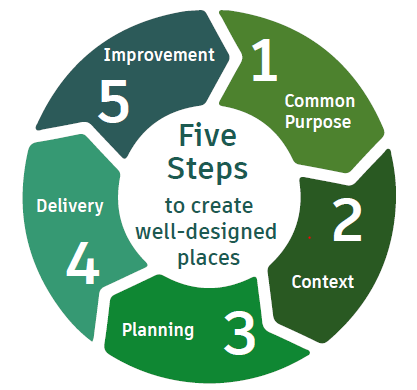 Five
Steps
to create
well-designed
places
1
Common
Purpose
2
Context
3
Planning
4
Delivery
5
Improvement